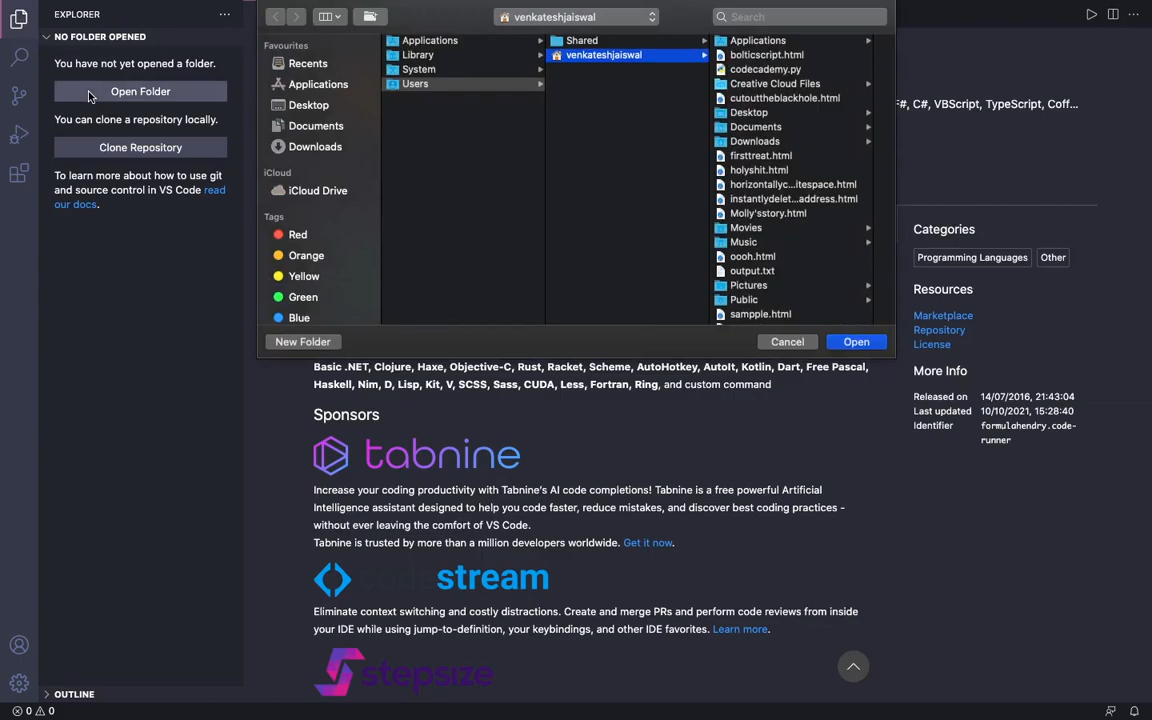 EXPLORER
NO FOLDER OPENED
You have not yet opened a folder.
Open Folder
You can clone a repository locally.
Clone Repository
To learn more about how to use git
and source control in VS Code read
our docs.
OUTLINE
0 0
venkateshjaiswal
Search
Favourites
Recents
Applications
Desktop
Documents
Downloads
iCloud
iCloud Drive
Tags
Red
Orange
Yellow
Green
Blue
Applications
Library
System
Users
Shared
venkateshjaiswal
Applications
bolticscript.html
codecademy.py
Creative Cloud Files
cutouttheblackhole.html
Desktop
Documents
Downloads
firsttreat.html
holyshit.html
horizontallyc...itespace.html
instantlydelet...address.html
Molly'sstory.html
Movies
Music
oooh.html
output.txt
Pictures
Public
sampple.html
New Folder
Cancel
Open
F#, C#, VBScript, TypeScript, Coff...
Basic .NET, Clojure, Haxe, Objective-C, Rust, Racket, Scheme, AutoHotkey, AutoIt, Kotlin, Dart, Free Pascal,
Haskell, Nim, D, Lisp, Kit, V, SCSS, Sass, CUDA, Less, Fortran, Ring, and custom command
Sponsors
tabnine
Increase your coding productivity with Tabnine's AI code completions! Tabnine is a free powerful Artificial
Intelligence assistant designed to help you code faster, reduce mistakes, and discover best coding practices -
without ever leaving the comfort of VS Code.
Tabnine is trusted by more than a million developers worldwide. Get it now.
codestream
Eliminate context switching and costly distractions. Create and merge PRs and perform code reviews from inside
your IDE while using jump-to-definition, your keybindings, and other IDE favorites. Learn more.
stepsize
Categories
Programming Languages
Other
Resources
Marketplace
Repository
License
More Info
Released on 14/07/2016, 21:43:04
Last updated 10/10/2021, 15:28:40
Identifier formulahendry.code-
runner